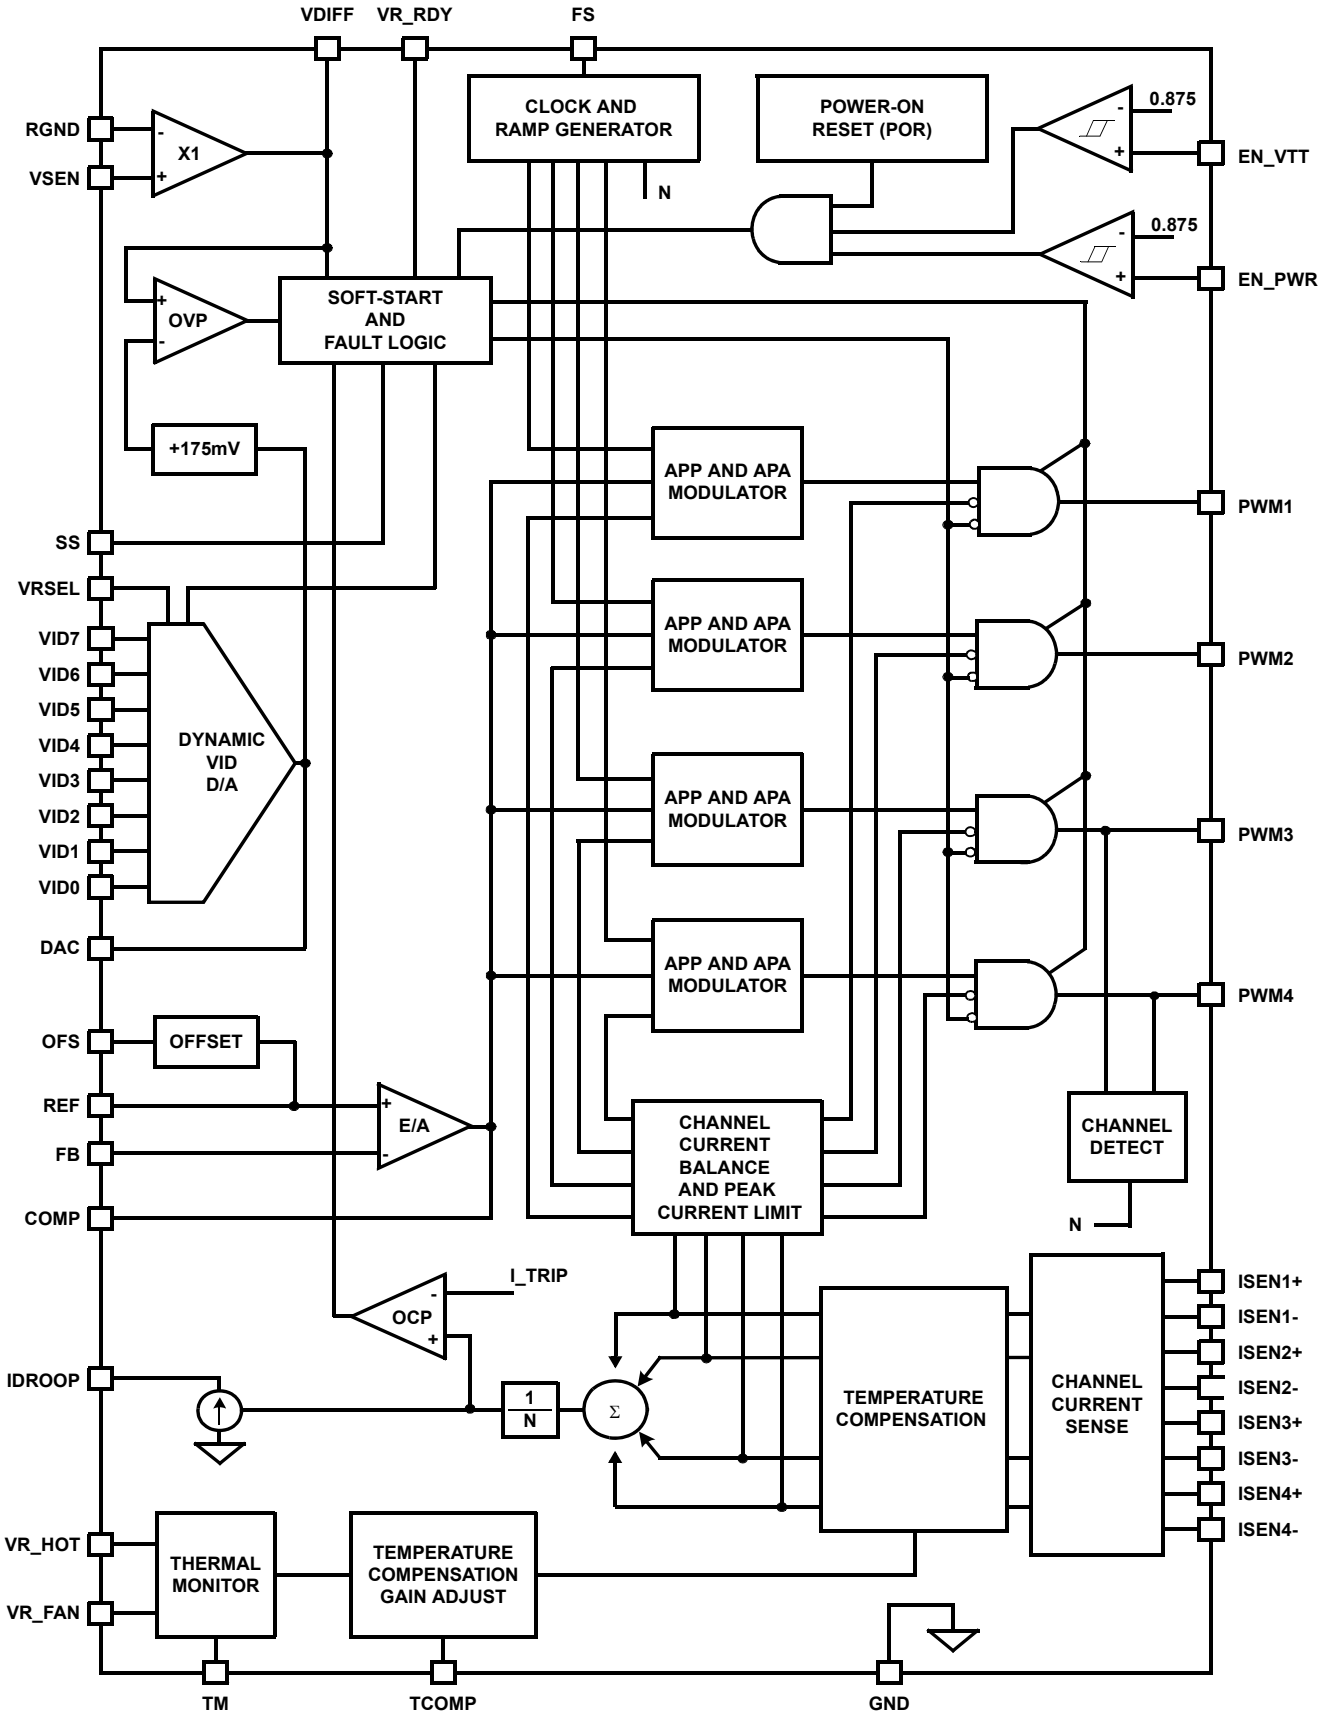 VDIFF VR_RDY FS
CLOCK AND
RAMP GENERATOR
N
POWER-ON
RESET (POR)
- 0.875
+
EN_VTT
- 0.875
+
EN_PWR
RGND
VSEN
-
X1
+
+
OVP
-
SOFT-START
AND
FAULT LOGIC
+175mV
SS
VRSEL
VID7
VID6
VID5
VID4
VID3
VID2
VID1
VID0
DYNAMIC
VID
D/A
DAC
OFS
OFFSET
REF
FB
+
E/A
-
COMP
APP AND APA
MODULATOR
APP AND APA
MODULATOR
APP AND APA
MODULATOR
APP AND APA
MODULATOR
PWM1
PWM2
PWM3
PWM4
CHANNEL
CURRENT
BALANCE
AND PEAK
CURRENT LIMIT
CHANNEL
DETECT
N
I_TRIP
-
OCP
+
IDROOP
1
N
Σ
TEMPERATURE
COMPENSATION
CHANNEL
CURRENT
SENSE
ISEN1+
ISEN1-
ISEN2+
ISEN2-
ISEN3+
ISEN3-
ISEN4+
ISEN4-
VR_HOT
VR_FAN
THERMAL
MONITOR
TEMPERATURE
COMPENSATION
GAIN ADJUST
TM TCOMP GND